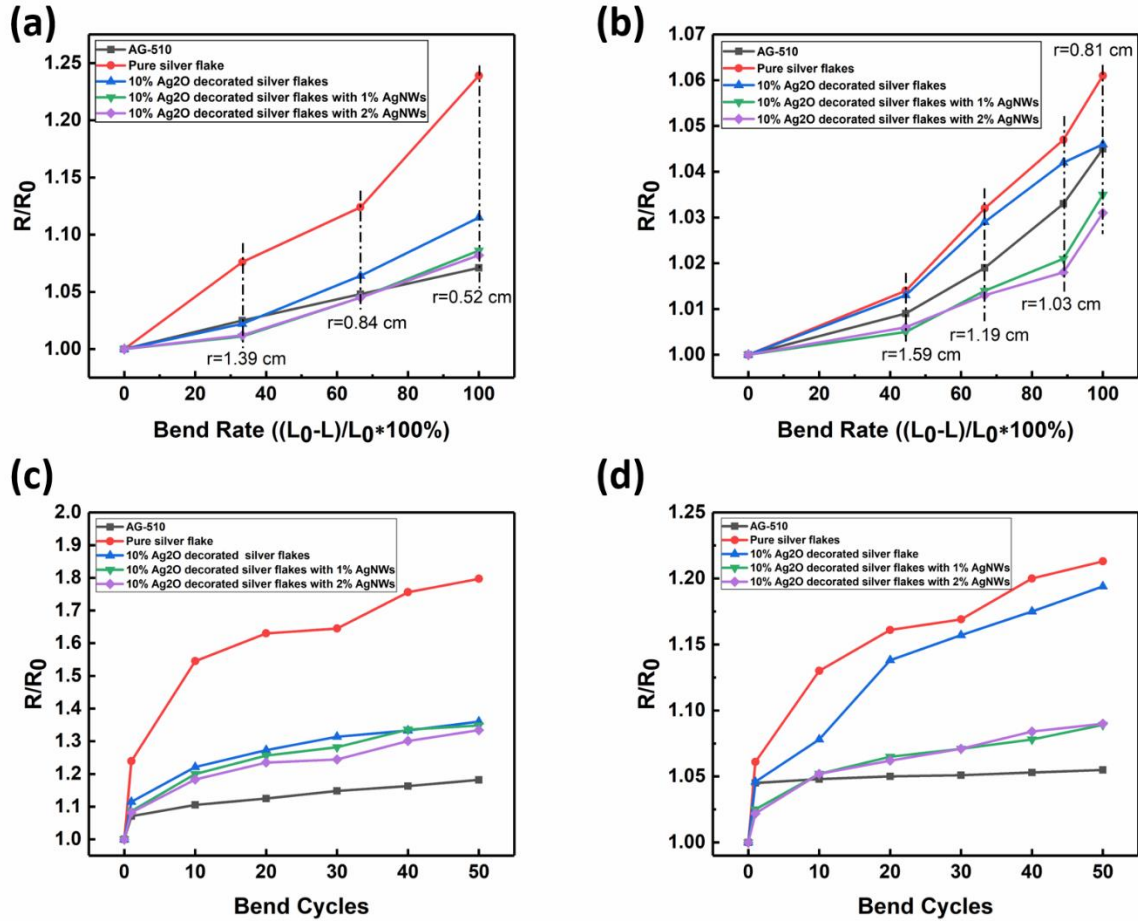 (a)
AG-510
Pure silver flake
10% Ag2O decorated silver flakes
10% Ag2O decorated silver flakes with 1% AgNWs
10% Ag2O decorated silver flakes with 2% AgNWs
1.25
1.20
1.15
1.10
1.05
1.00
R/R0
r=1.39 cm
r=0.84 cm
r=0.52 cm
0 20 40 60 80 100
Bend Rate ((L0-L)/L0*100%)
(b)
AG-510
Pure silver flakes
10% Ag2O decorated silver flakes
10% Ag2O decorated silver flakes with 1% AgNWs
10% Ag2O decorated silver flakes with 2% AgNWs
1.07
1.06
1.05
1.04
1.03
1.02
1.01
1.00
R/R0
r=0.81 cm
r=1.03 cm
r=1.19 cm
r=1.59 cm
0 20 40 60 80 100
Bend Rate ((L0-L)/L0*100%)
(c)
AG-510
Pure silver flake
10% Ag2O decorated silver flakes
10% Ag2O decorated silver flakes with 1% AgNWs
10% Ag2O decorated silver flakes with 2% AgNWs
2.0
1.9
1.8
1.7
1.6
1.5
1.4
1.3
1.2
1.1
1.0
R/R0
0 10 20 30 40 50
Bend Cycles
(d)
AG-510
Pure silver flakes
10% Ag2O decorated silver flake
10% Ag2O decorated silver flakes with 1% AgNWs
10% Ag2O decorated silver flakes with 2% AgNWs
1.25
1.20
1.15
1.10
1.05
1.00
R/R0
0 10 20 30 40 50
Bend Cycles